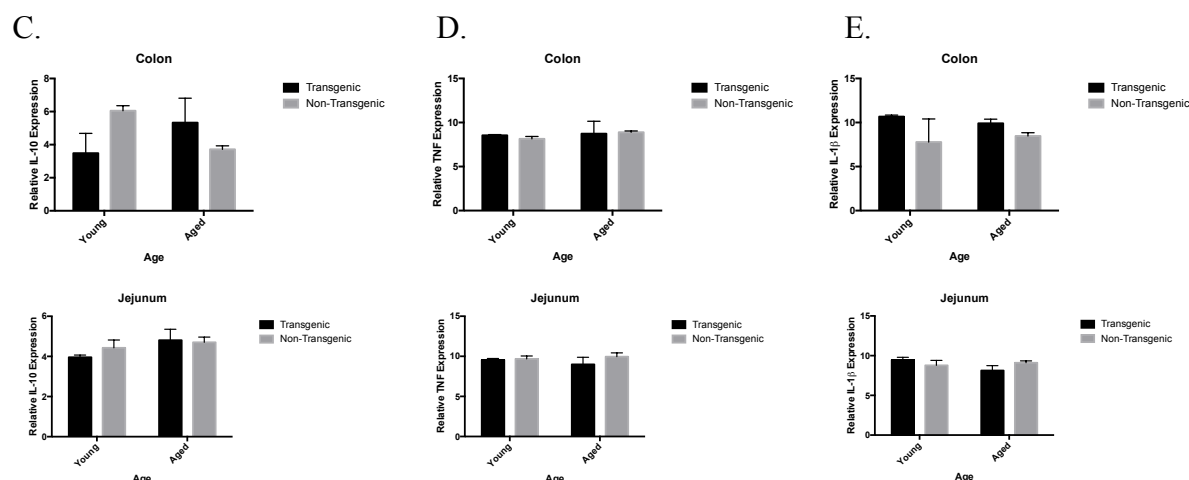 C.
Colon
Relative IL-10 Expression
8
6
4
2
0
Young
Aged
Age
Transgenic
Non-Transgenic
Jejunum
Relative IL-10 Expression
6
4
2
0
Young
Aged
Age
Transgenic
Non-Transgenic
D.
Colon
Relative TNF Expression
15
10
5
0
Young
Aged
Age
Transgenic
Non-Transgenic
Jejunum
Relative TNF Expression
15
10
5
0
Young
Aged
Age
Transgenic
Non-Transgenic
E.
Colon
Relative IL-1β Expression
15
10
5
0
Young
Aged
Age
Transgenic
Non-Transgenic
Jejunum
Relative IL-1β Expression
15
10
5
0
Young
Aged
Age
Transgenic
Non-Transgenic